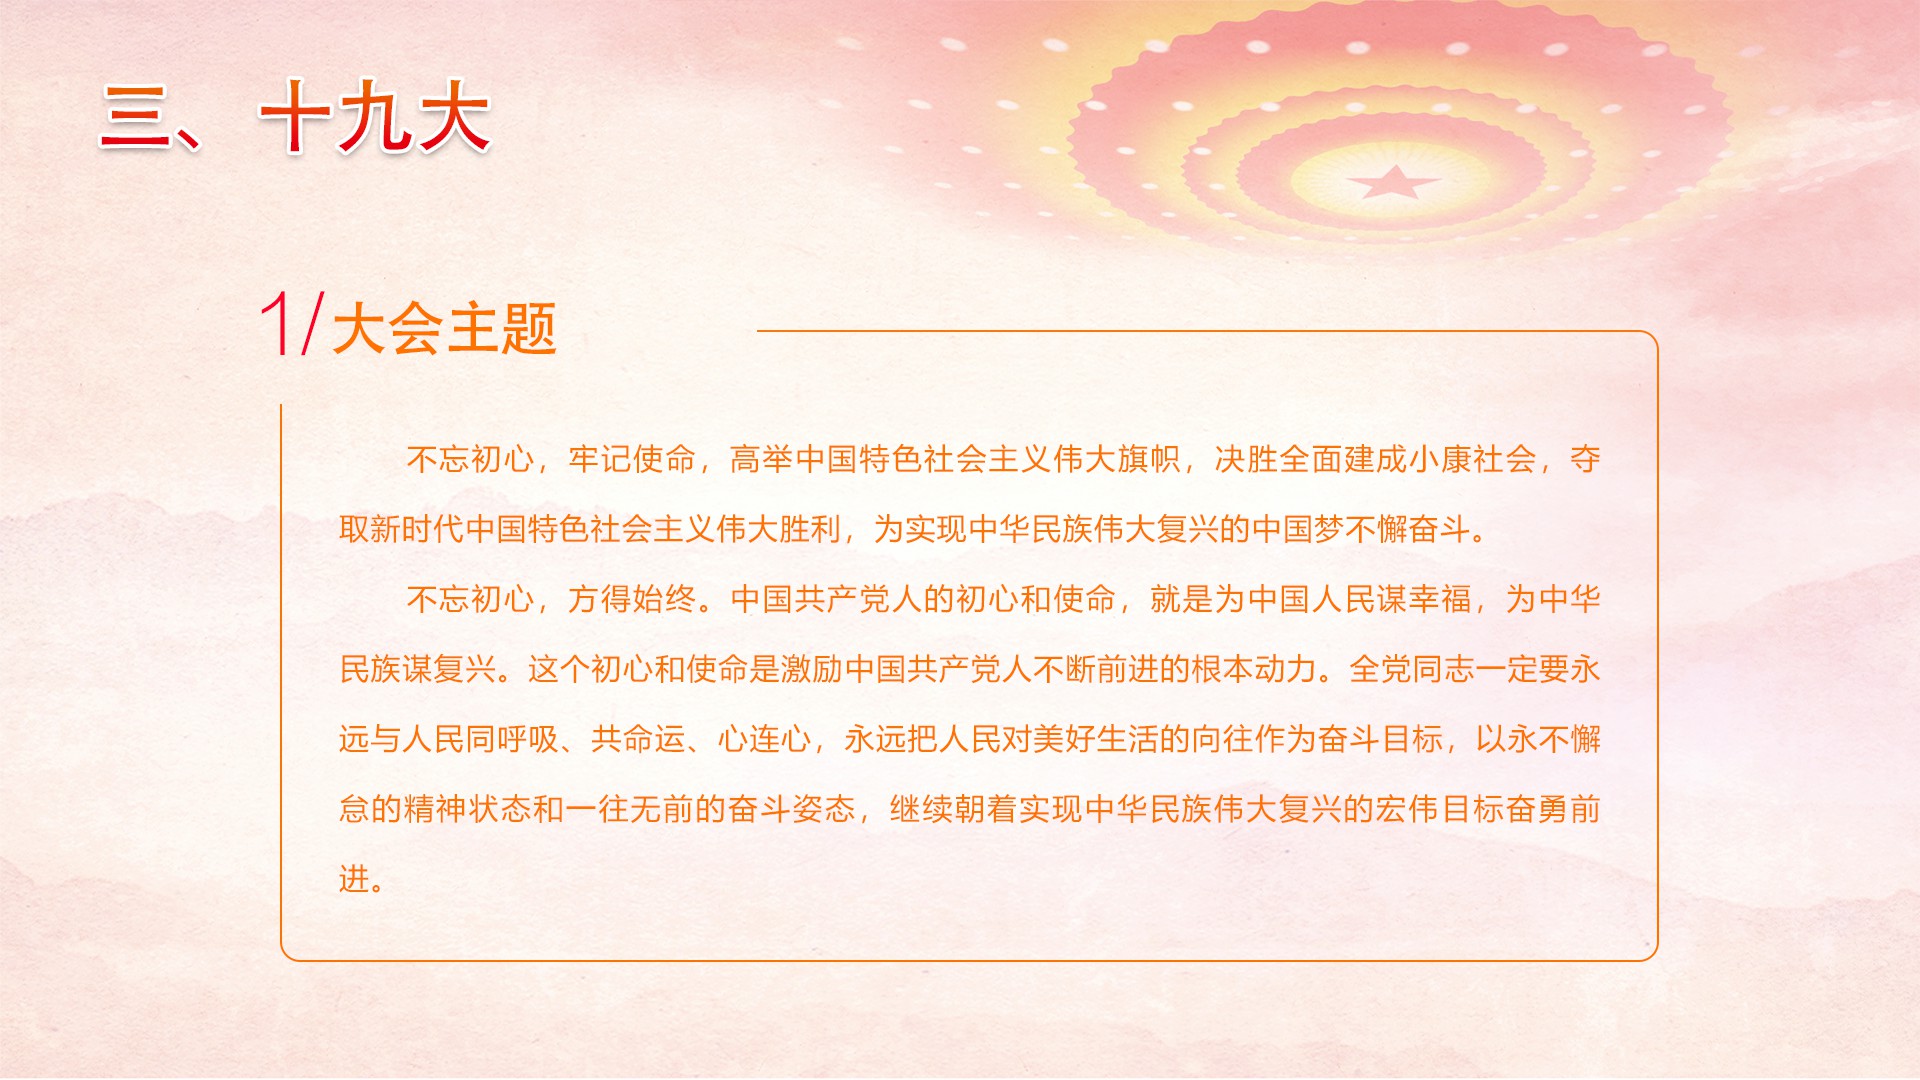 三、十九大
1/大会主题
不忘初心，牢记使命，高举中国特色社会主义伟大旗帜，决胜全面建成小康社会，夺
取新时代中国特色社会主义伟大胜利，为实现中华民族伟大复兴的中国梦不懈奋斗。
不忘初心，方得始终。中国共产党人的初心和使命，就是为中国人民谋幸福，为中华
民族谋复兴。这个初心和使命是激励中国共产党人不断前进的根本动力。全党同志一定要永
远与人民同呼吸、共命运、心连心，永远把人民对美好生活的向往作为奋斗目标，以永不懈
怠的精神状态和一往无前的奋斗姿态，继续朝着实现中华民族伟大复兴的宏伟目标奋勇前
进。